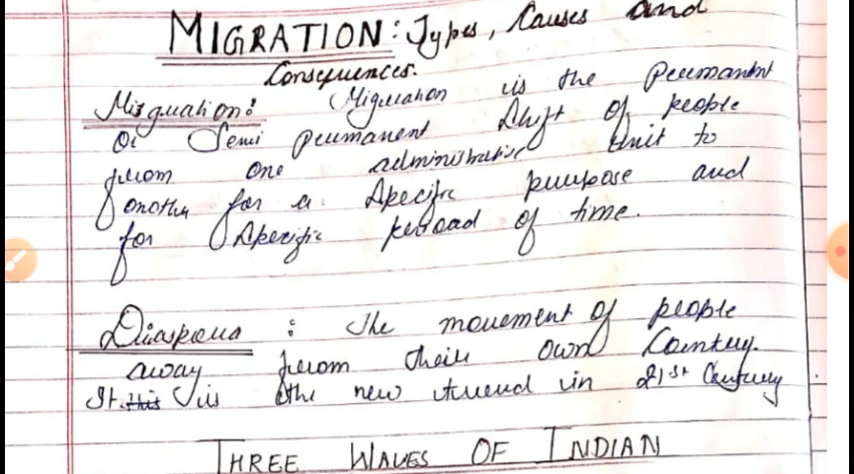 MIGRATION: Types, Causes and
Consequences.
Migration: Migration is the Permanent
Or Semi permanent shift of people
from one administrative Unit to
another for a specific purpose and
for specific peroad of time.
Diaspora : The movement of people
away from their own Country.
It this is the new trend in 21st Century
THREE WAVES OF INDIAN